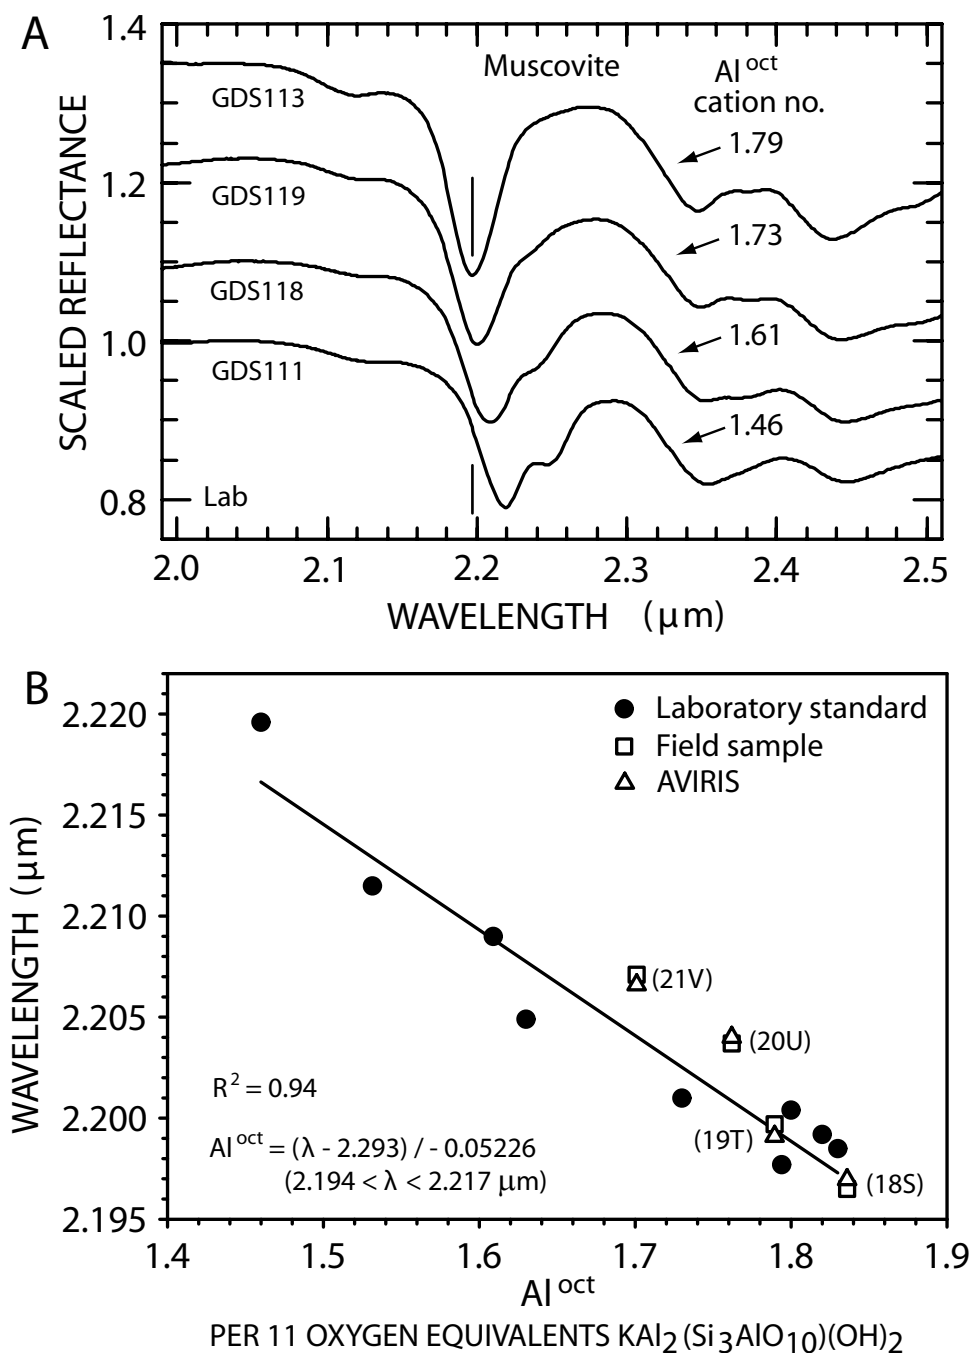 A
1.4
1.2
1.0
0.8
SCALED REFLECTANCE
Muscovite
Al^oct
cation no.
GDS113
1.79
GDS119
1.73
GDS118
1.61
GDS111
1.46
Lab
2.0 2.1 2.2 2.3 2.4 2.5
WAVELENGTH (μm)
B
2.220
2.215
2.210
2.205
2.200
2.195
WAVELENGTH (μm)
Laboratory standard
Field sample
AVIRIS
(21V)
(20U)
(19T)
(18S)
R² = 0.94
Al^oct = (λ - 2.293) / - 0.05226
(2.194 < λ < 2.217 μm)
1.4 1.5 1.6 1.7 1.8 1.9
Al^oct
PER 11 OXYGEN EQUIVALENTS KAl₂(Si₃AlO₁₀)(OH)₂